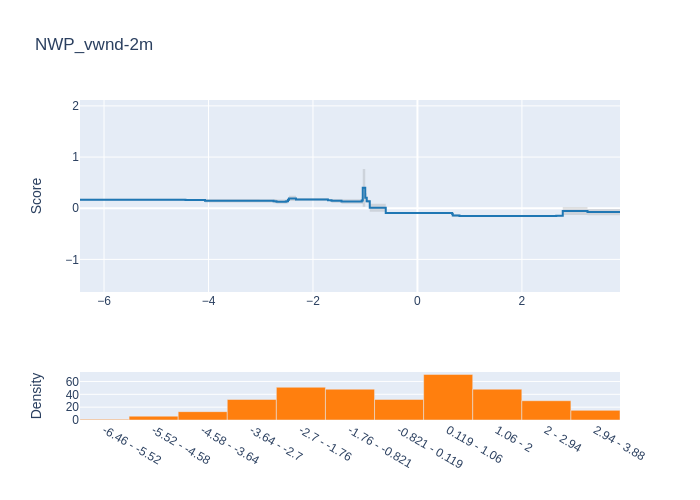 NWP_vwnd-2m
2
1
0
−1
Score
−6
−4
−2
0
2
60
40
20
0
Density
-6.46 - -5.52
-5.52 - -4.58
-4.58 - -3.64
-3.64 - -2.7
-2.7 - -1.76
-1.76 - -0.821
-0.821 - 0.119
0.119 - 1.06
1.06 - 2
2 - 2.94
2.94 - 3.88